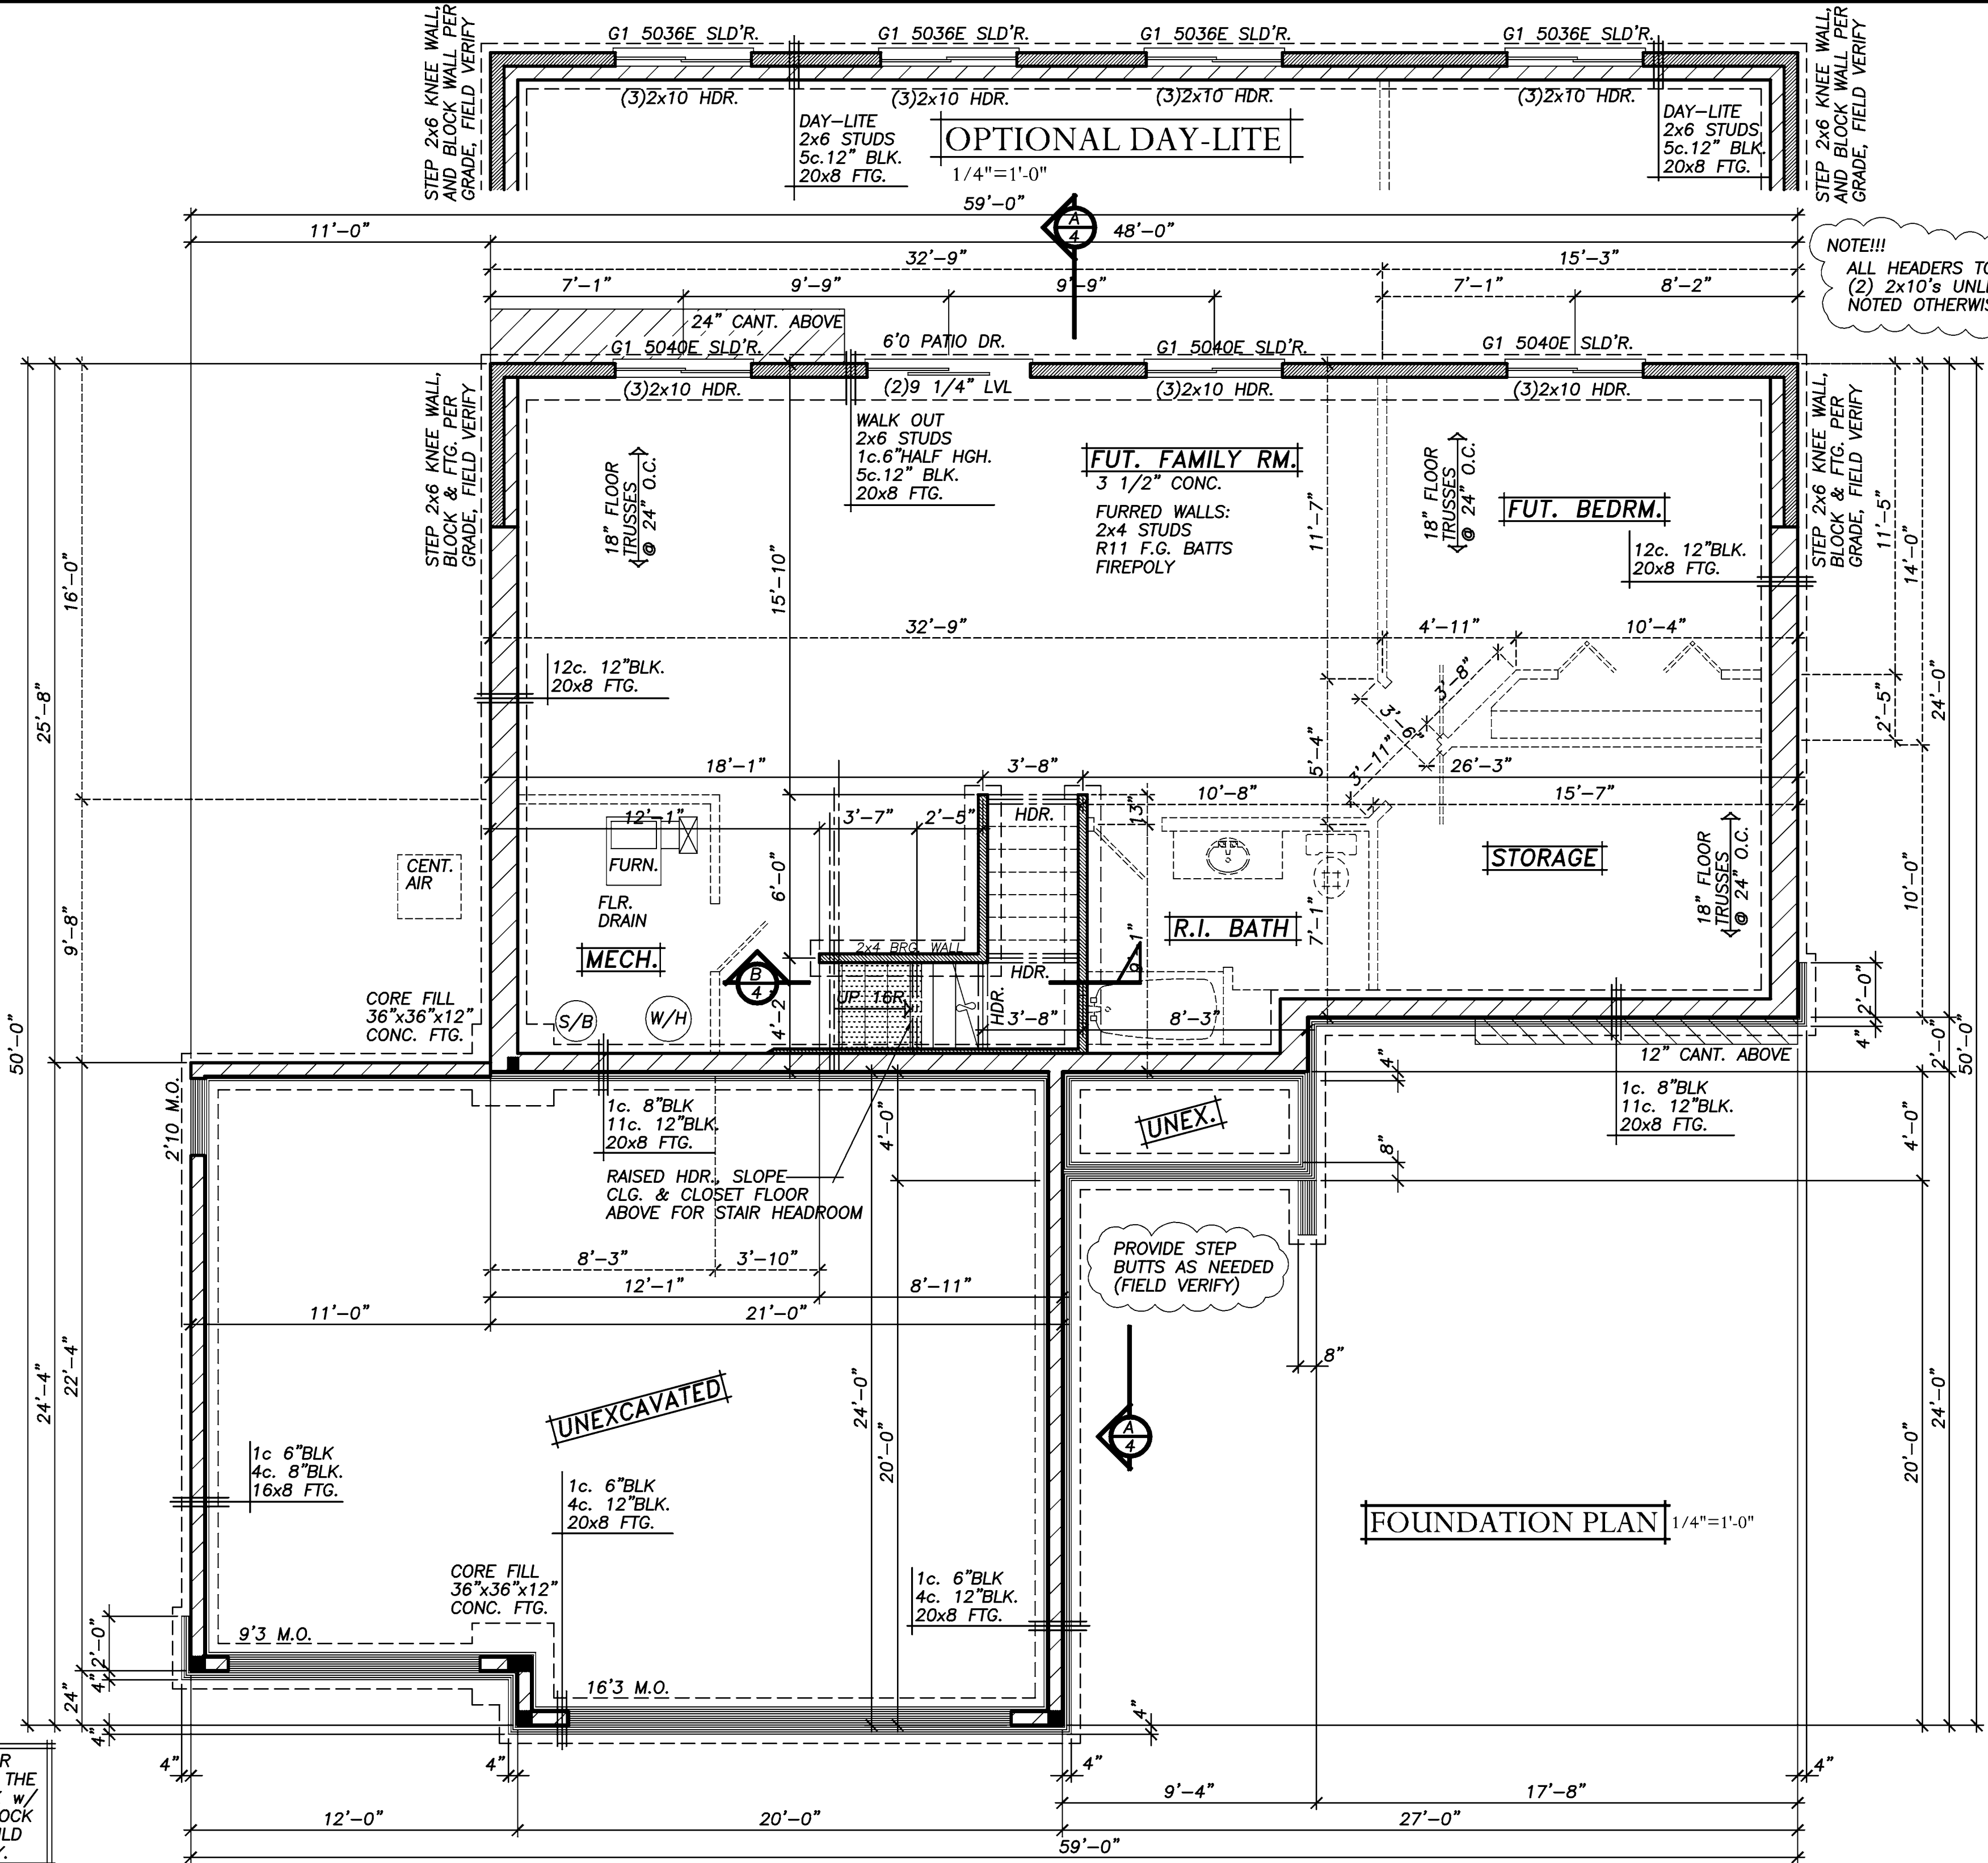 STEP 2x6 KNEE WALL,
AND BLOCK WALL PER
GRADE, FIELD VERIFY
G1 5036E SLD'R.
G1 5036E SLD'R.
G1 5036E SLD'R.
G1 5036E SLD'R.
STEP 2x6 KNEE WALL,
AND BLOCK WALL PER
GRADE, FIELD VERIFY
(3)2x10 HDR.
(3)2x10 HDR.
(3)2x10 HDR.
(3)2x10 HDR.
DAY-LITE
2x6 STUDS
5c.12" BLK.
20x8 FTG.
OPTIONAL DAY-LITE
1/4"=1'-0"
DAY-LITE
2x6 STUDS
5c.12" BLK.
20x8 FTG.
59'-0"
11'-0"
A
4
48'-0"
32'-9"
15'-3"
7'-1"
9'-9"
9'-9"
7'-1"
8'-2"
NOTE!!!
ALL HEADERS
(2) 2x10's
NOTED
24" CANT. ABOVE
G1 5040E SLD'R.
6'0 PATIO DR.
G1 5040E SLD'R.
G1 5040E SLD'R.
(3)2x10 HDR.
(2)9 1/4" LVL
(3)2x10 HDR.
(3)2x10 HDR.
STEP 2x6 KNEE WALL,
BLOCK & FTG. PER
GRADE, FIELD VERIFY
WALK OUT
2x6 STUDS
1c.6"HALF HGH.
5c.12" BLK.
20x8 FTG.
18" FLOOR
TRUSSES
@ 24" O.C.
FUT. FAMILY RM.
3 1/2" CONC.
FURRED WALLS:
2x4 STUDS
R11 F.G. BATTS
FIREPOLY
18" FLOOR
TRUSSES
@ 24" O.C.
FUT. BEDRM.
12c. 12"BLK.
20x8 FTG.
STEP 2x6 KNEE WALL,
BLOCK & FTG. PER
GRADE, FIELD VERIFY
11'-7"
11'-5"
14'-0"
24'-0"
16'-0"
15'-10"
32'-9"
4'-11"
10'-4"
12c. 12"BLK.
20x8 FTG.
25'-8"
50'-0"
3'-8"
3'-6"
3'-11"
5'-4"
2'-5"
18'-1"
3'-8"
26'-3"
10'-8"
15'-7"
12'-1"
3'-7"
2'-5"
HDR.
13"
CENT.
AIR
FURN.
FLR.
DRAIN
6'-0"
STORAGE
18" FLOOR
TRUSSES
@ 24" O.C.
10'-0"
9'-8"
MECH.
2x4 BRG. WALL
R.I. BATH
7'-1"
9'-1"
HDR.
HDR.
B
4
UP 16R
4'-2"
3'-8"
8'-3"
CORE FILL
36"x36"x12"
CONC. FTG.
S/B
W/H
2'-0"
4"
2'-0"
50'-0"
12" CANT. ABOVE
2'10 M.O.
1c. 8"BLK
11c. 12"BLK.
20x8 FTG.
4'-0"
UNEX.
4"
8"
1c. 8"BLK
11c. 12"BLK.
20x8 FTG.
4'-0"
RAISED HDR., SLOPE
CLG. & CLOSET FLOOR
ABOVE FOR STAIR HEADROOM
PROVIDE STEP
BUTTS AS NEEDED
(FIELD VERIFY)
8'-3"
3'-10"
12'-1"
8'-11"
11'-0"
21'-0"
8"
24'-4"
22'-4"
UNEXCAVATED
24'-0"
20'-0"
A
4
20'-0"
24'-0"
1c 6"BLK
4c. 8"BLK.
16x8 FTG.
1c. 6"BLK
4c. 12"BLK.
20x8 FTG.
FOUNDATION PLAN
1/4"=1'-0"
CORE FILL
36"x36"x12"
CONC. FTG.
1c. 6"BLK
4c. 12"BLK.
20x8 FTG.
9'3 M.O.
2'-0"
4"
24"
4"
16'3 M.O.
4"
4"
4"
4"
4"
THE
w/
9'-4"
17'-8"
12'-0"
20'-0"
27'-0"
59'-0"